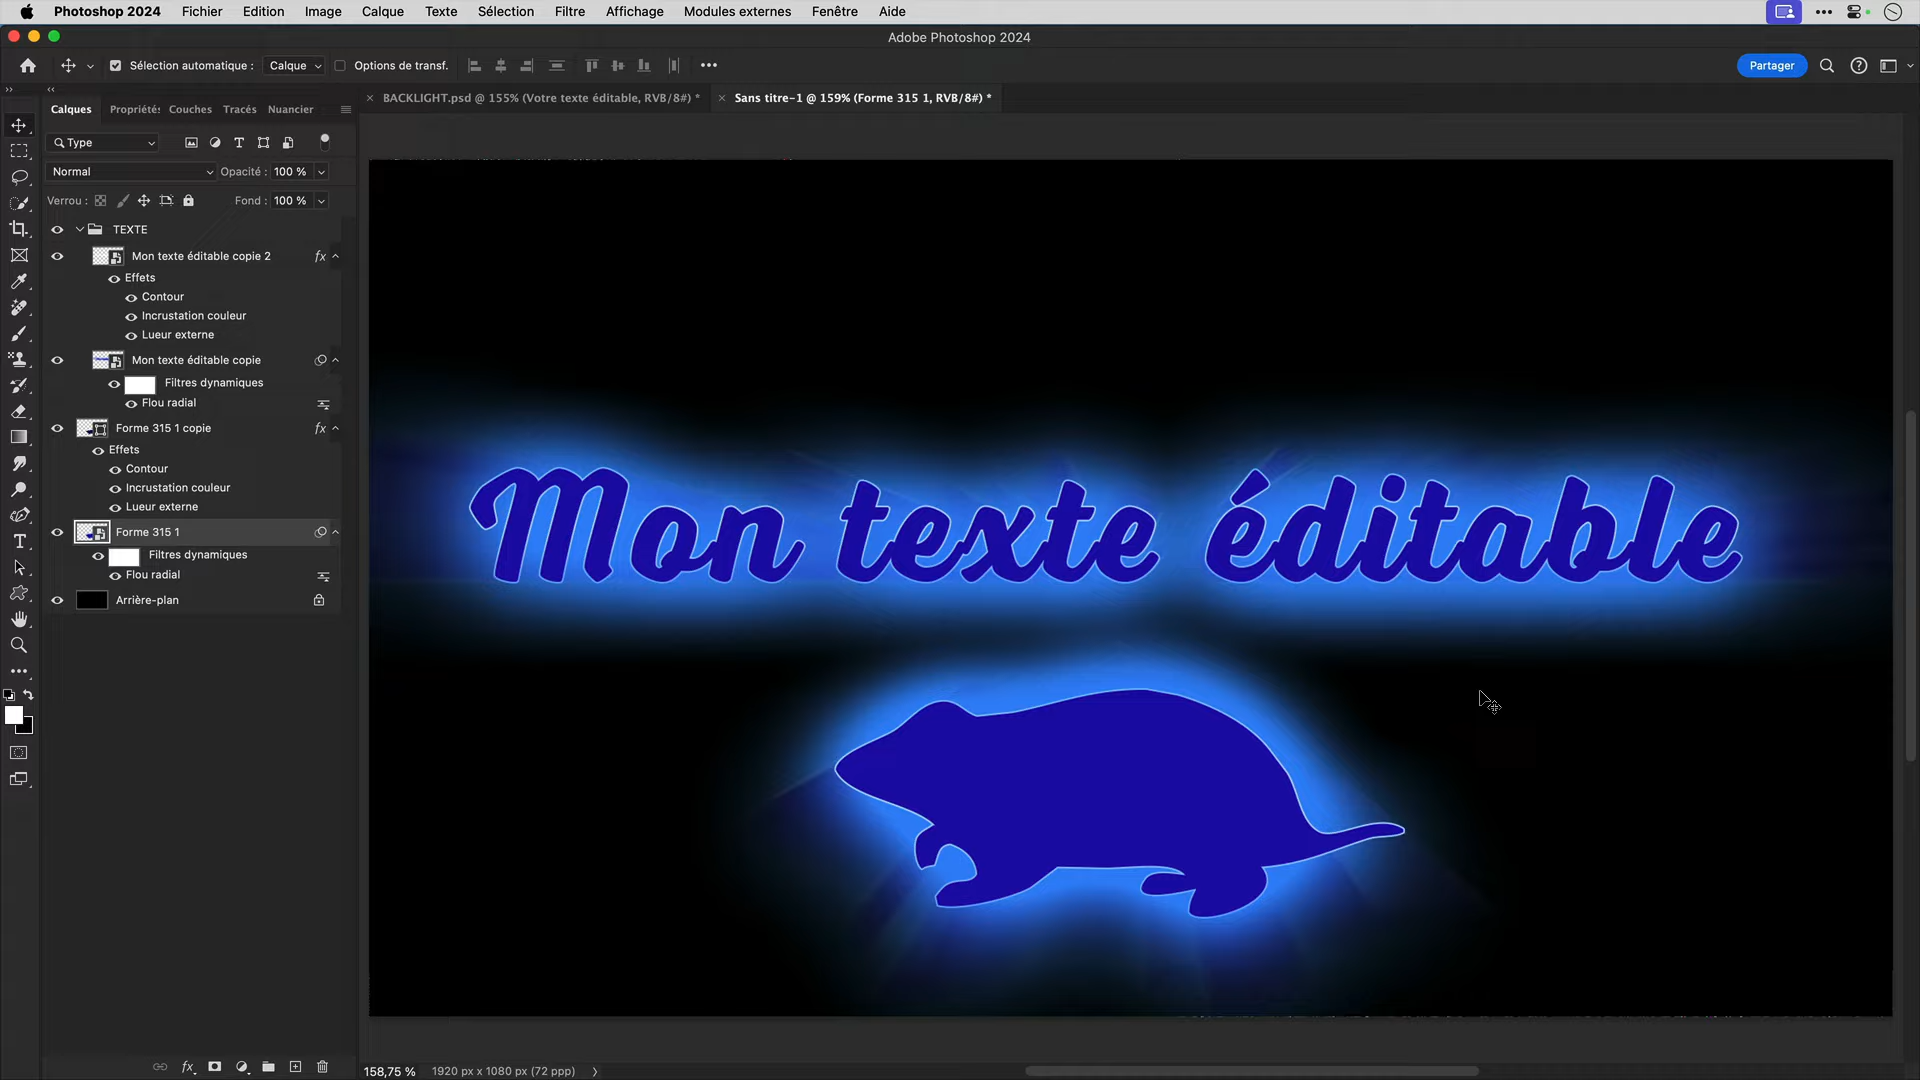 Photoshop 2024 Fichier Edition Image Calque Texte Sélection Filtre Affichage Modules externes Fenêtre Aide
Adobe Photoshop 2024
Sélection automatique : Calque Options de transf. Partager
Calques Propriétés Couches Tracés Nuancier
BACKLIGHT.psd @ 155% (Votre texte éditable, RVB/8#) *
Sans titre-1 @ 159% (Forme 315 1, RVB/8#) *
Type
Normal Opacité : 100 %
Verrou : Fond : 100 %
TEXTE
Mon texte éditable copie 2 fx
Effets
Contour
Incrustation couleur
Lueur externe
Mon texte éditable copie
Filtres dynamiques
Flou radial
Forme 315 1 copie fx
Effets
Contour
Incrustation couleur
Lueur externe
Forme 315 1
Filtres dynamiques
Flou radial
Arrière-plan
Mon texte éditable
fx
158,75 % 1920 px x 1080 px (72 ppp)